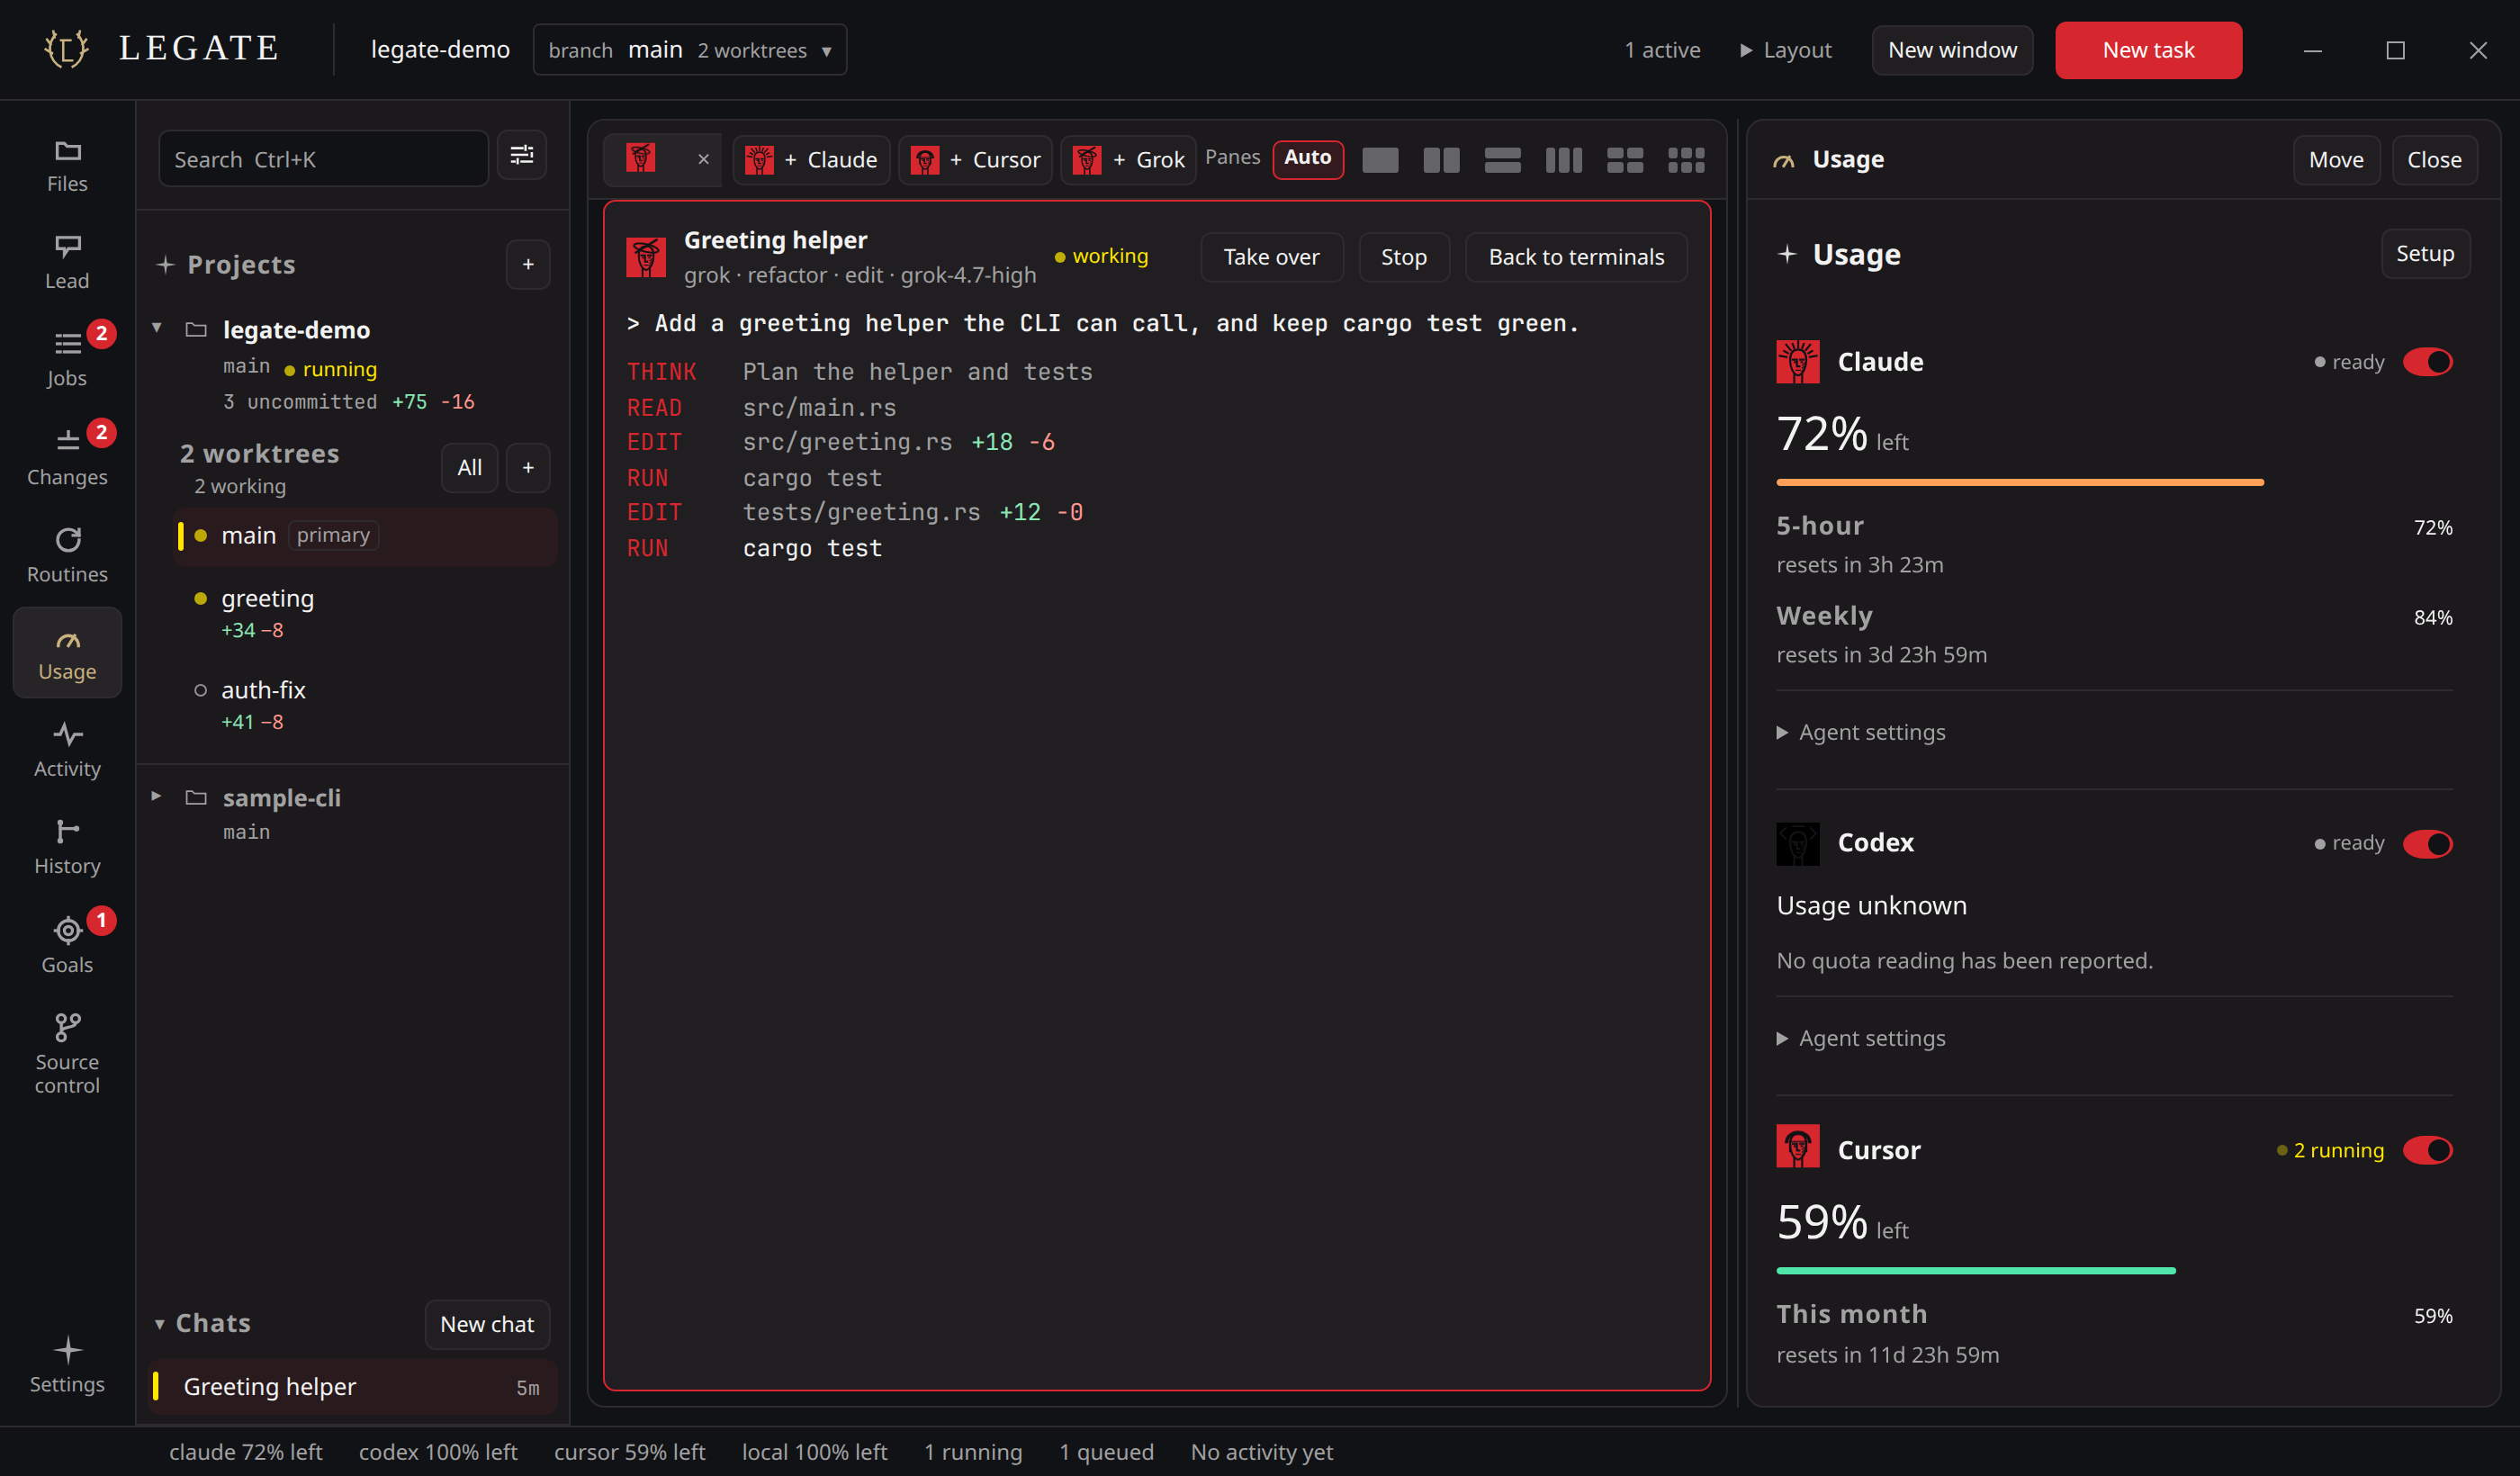 LEGATE
legate-demo
branch main 2 worktrees ▾
1 active
▶ Layout
New window
New task
Files
Lead
Jobs
2
Changes
2
Routines
Usage
Activity
History
Goals
1
Source
control
Settings
Search Ctrl+K
Projects
+
legate-demo
main running
3 uncommitted +75 -16
2 worktrees
2 working
All
+
main primary
greeting
+34 −8
auth-fix
+41 −8
sample-cli
main
Chats
New chat
Greeting helper 5m
×
+ Claude
+ Cursor
+ Grok
Panes
Auto
Greeting helper
grok · refactor · edit · grok-4.7-high
working
Take over
Stop
Back to terminals
> Add a greeting helper the CLI can call, and keep cargo test green.
THINK Plan the helper and tests
READ src/main.rs
EDIT src/greeting.rs +18 -6
RUN cargo test
EDIT tests/greeting.rs +12 -0
RUN cargo test
Usage
Move
Close
Usage
Setup
Claude
ready
72% left
5-hour 72%
resets in 3h 23m
Weekly 84%
resets in 3d 23h 59m
▶ Agent settings
Codex
ready
Usage unknown
No quota reading has been reported.
▶ Agent settings
Cursor
2 running
59% left
This month 59%
resets in 11d 23h 59m
claude 72% left codex 100% left cursor 59% left local 100% left 1 running 1 queued No activity yet